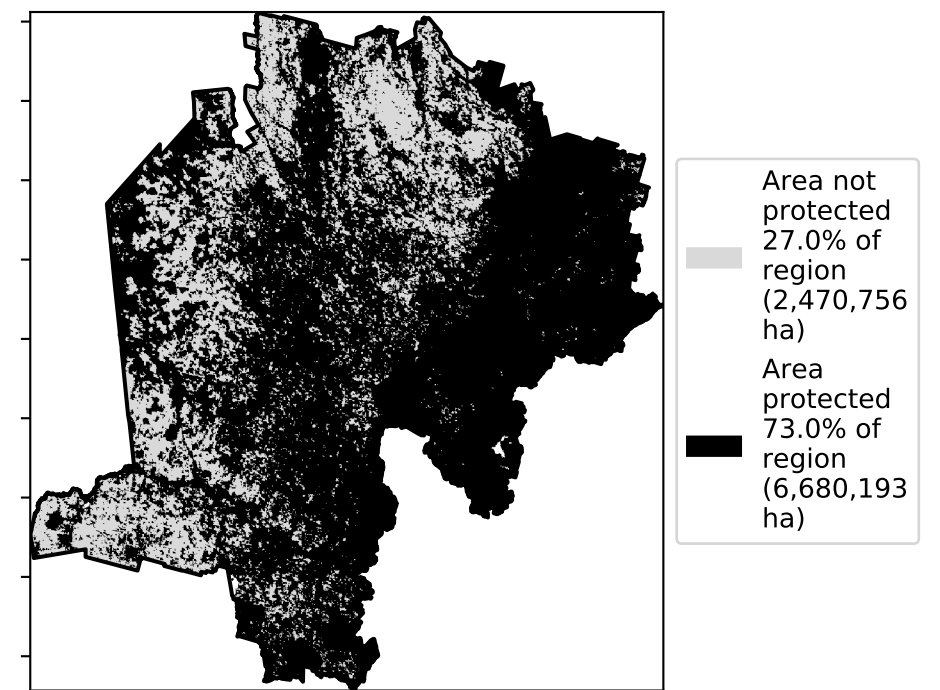 Area not
protected
27.0% of
region
(2,470,756
ha)
Area
protected
73.0% of
region
(6,680,193
ha)